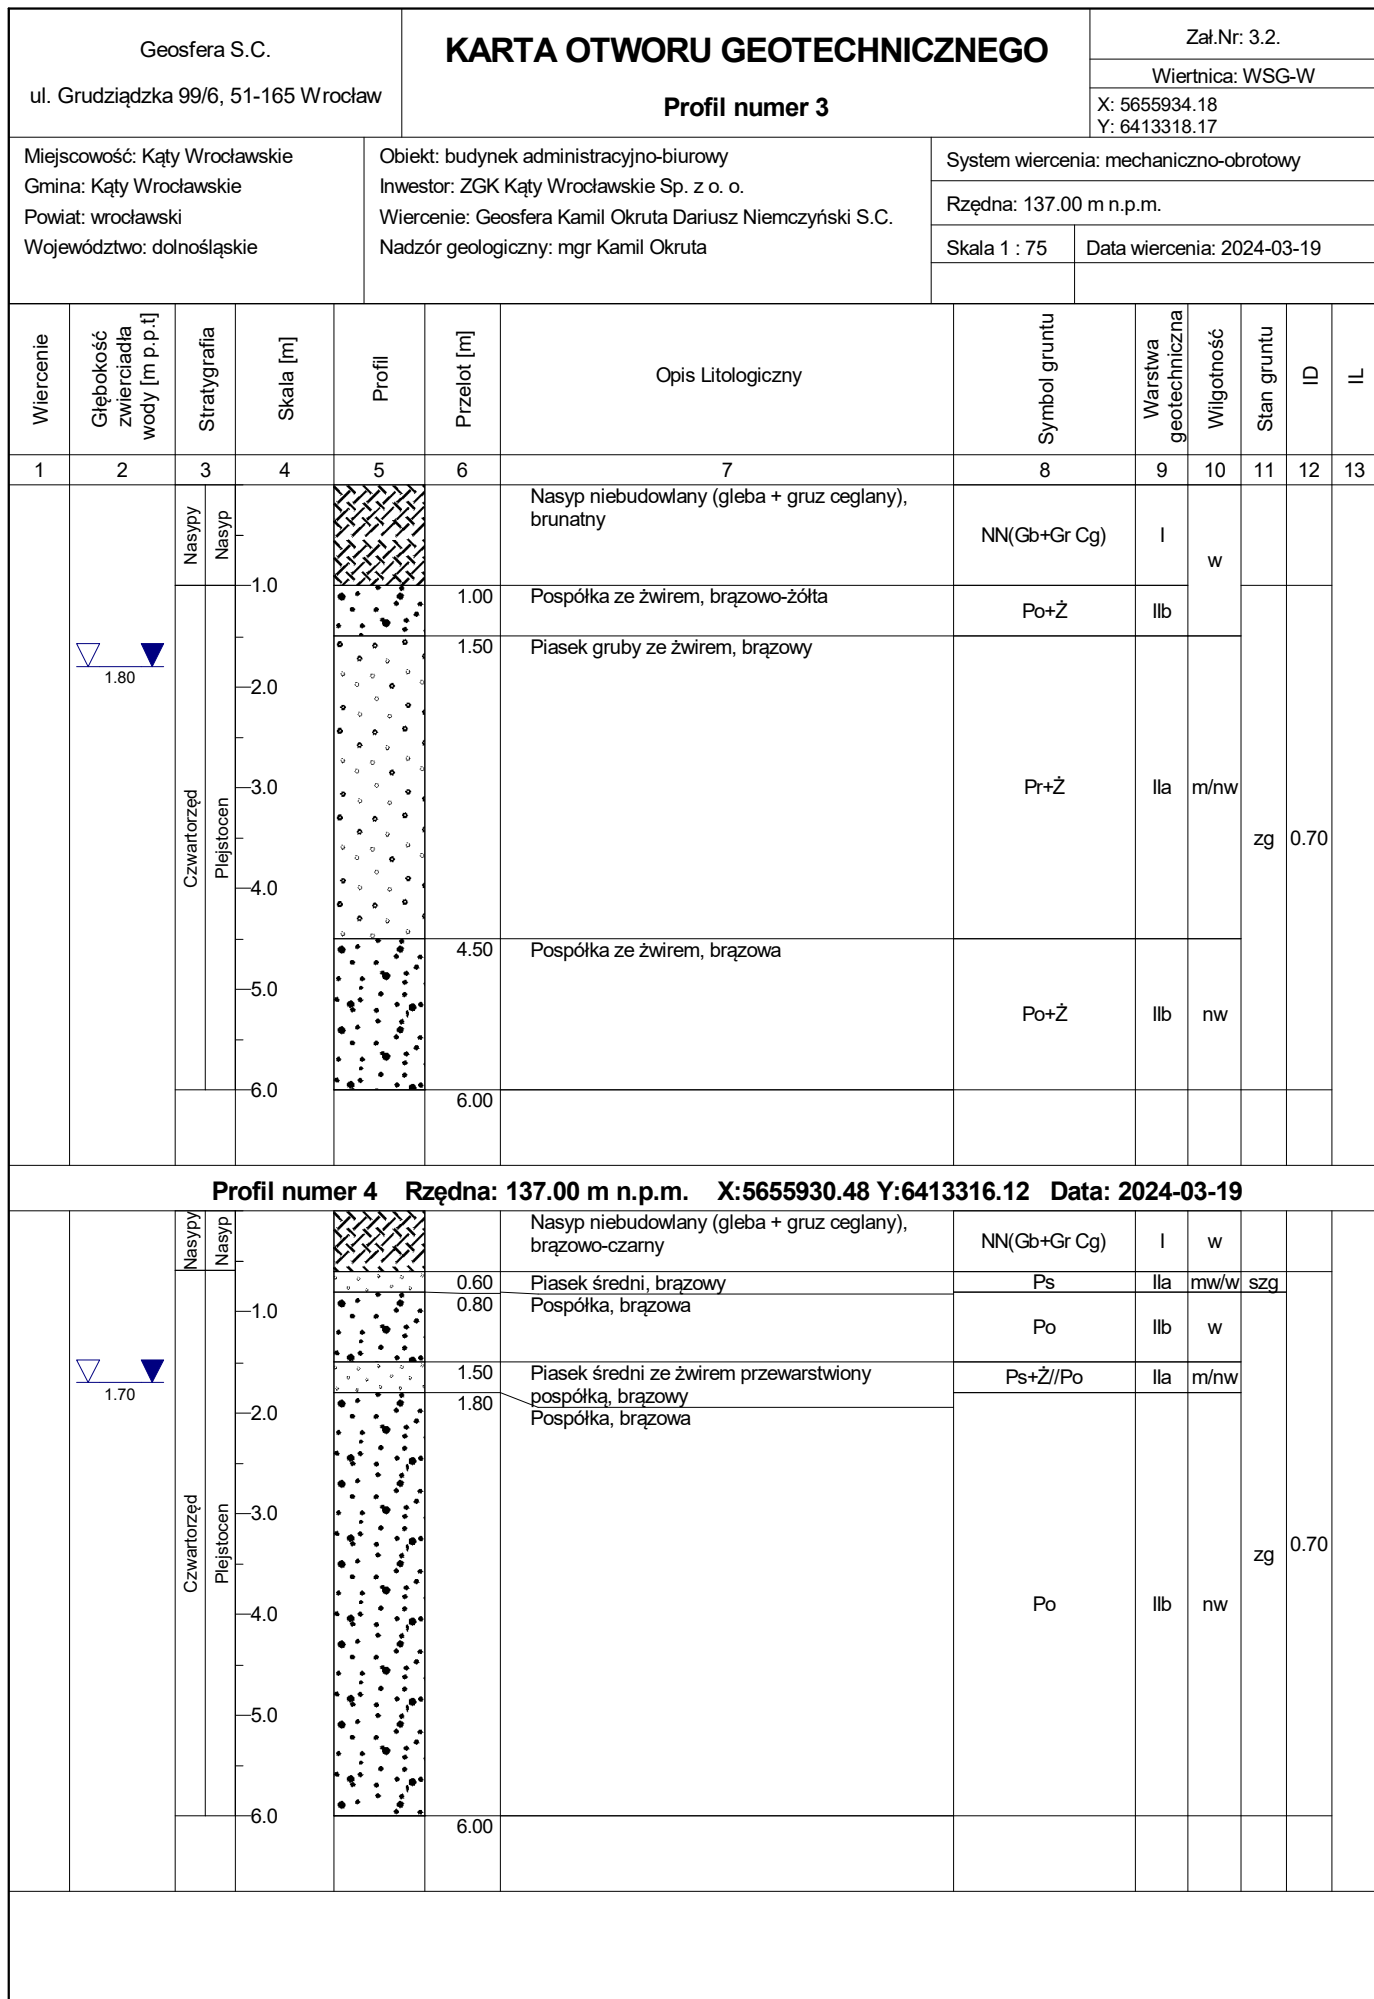 Geosfera S.C.
ul. Grudziądzka 99/6, 51-165 Wrocław
KARTA OTWORU GEOTECHNICZNEGO
Profil numer 3
Zał.Nr: 3.2.
Wiertnica: WSG-W
X: 5655934.18
Y: 6413318.17
Miejscowość: Kąty Wrocławskie
Gmina: Kąty Wrocławskie
Powiat: wrocławski
Województwo: dolnośląskie
Obiekt: budynek administracyjno-biurowy
Inwestor: ZGK Kąty Wrocławskie Sp. z o. o.
Wiercenie: Geosfera Kamil Okruta Dariusz Niemczyński S.C.
Nadzór geologiczny: mgr Kamil Okruta
System wiercenia: mechaniczno-obrotowy
Rzędna: 137.00 m n.p.m.
Skala 1 : 75
Data wiercenia: 2024-03-19
Wiercenie
Głębokość
zwierciadła
wody [m p.p.t]
Stratygrafia
Skala [m]
Profil
Przelot [m]
Opis Litologiczny
Symbol gruntu
Warstwa
geotechniczna
Wilgotność
Stan gruntu
ID
IL
1 2 3 4 5 6 7 8 9 10 11 12 13
Nasypy
Nasyp
Nasyp niebudowlany (gleba + gruz ceglany),
brunatny
NN(Gb+Gr Cg)
I
w
1.0
1.00
Pospółka ze żwirem, brązowo-żółta
Po+Ż
IIb
1.50
Piasek gruby ze żwirem, brązowy
1.80
2.0
3.0
Pr+Ż
IIa
m/nw
Czwartorzęd
Plejstocen
zg
0.70
4.0
4.50
Pospółka ze żwirem, brązowa
5.0
Po+Ż
IIb
nw
6.0
6.00
Profil numer 4 Rzędna: 137.00 m n.p.m. X:5655930.48 Y:6413316.12 Data: 2024-03-19
Nasypy
Nasyp
Nasyp niebudowlany (gleba + gruz ceglany),
brązowo-czarny
NN(Gb+Gr Cg)
I
w
0.60
Piasek średni, brązowy
Ps
IIa
mw/w
szg
1.0
0.80
Pospółka, brązowa
Po
IIb
w
1.50
Piasek średni ze żwirem przewarstwiony
pospółką, brązowy
Ps+Ż//Po
IIa
m/nw
1.70
1.80
Pospółka, brązowa
2.0
3.0
Czwartorzęd
Plejstocen
zg
0.70
4.0
Po
IIb
nw
5.0
6.0
6.00